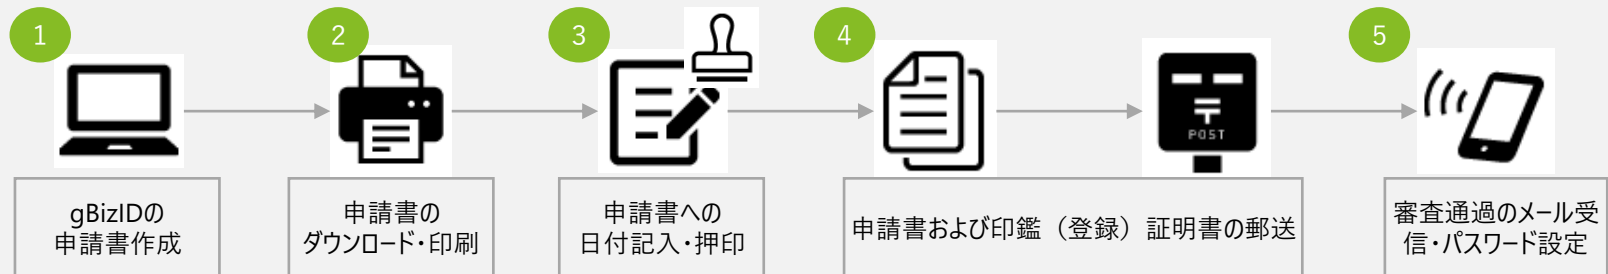 1
2
3
4
5
〒
POST
gBizIDの
申請書作成
申請書の
ダウンロード・印刷
申請書への
日付記入・押印
申請書および印鑑（登録）証明書の郵送
審査通過のメール受
信・パスワード設定